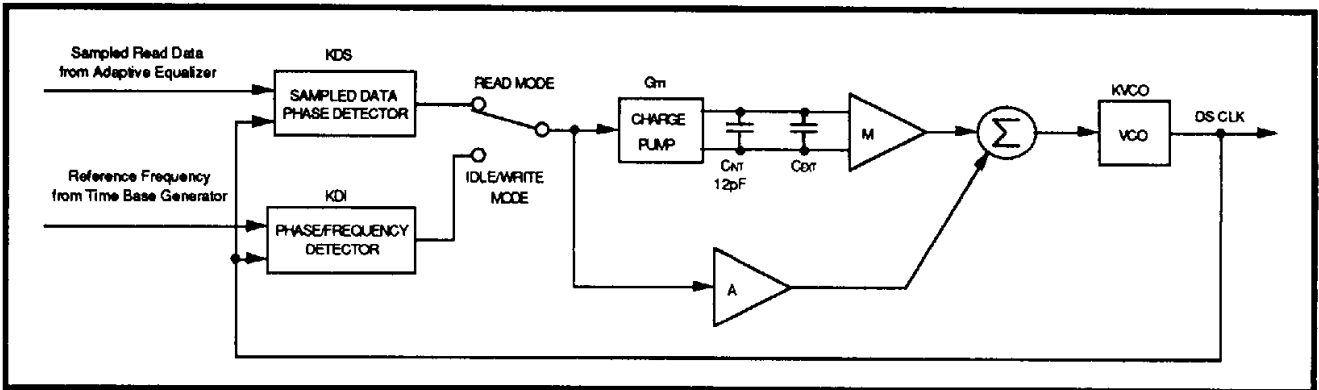 Sampled Read Data
from Adaptive Equalizer
KDS
SAMPLED DATA
PHASE DETECTOR
READ MODE
Gm
CHARGE
PUMP
CNT
12pF
CEXT
M
Σ
KVCO
VCO
DS CLK
Reference Frequency
from Time Base Generator
KDI
PHASE/FREQUENCY
DETECTOR
IDLE/WRITE
MODE
A